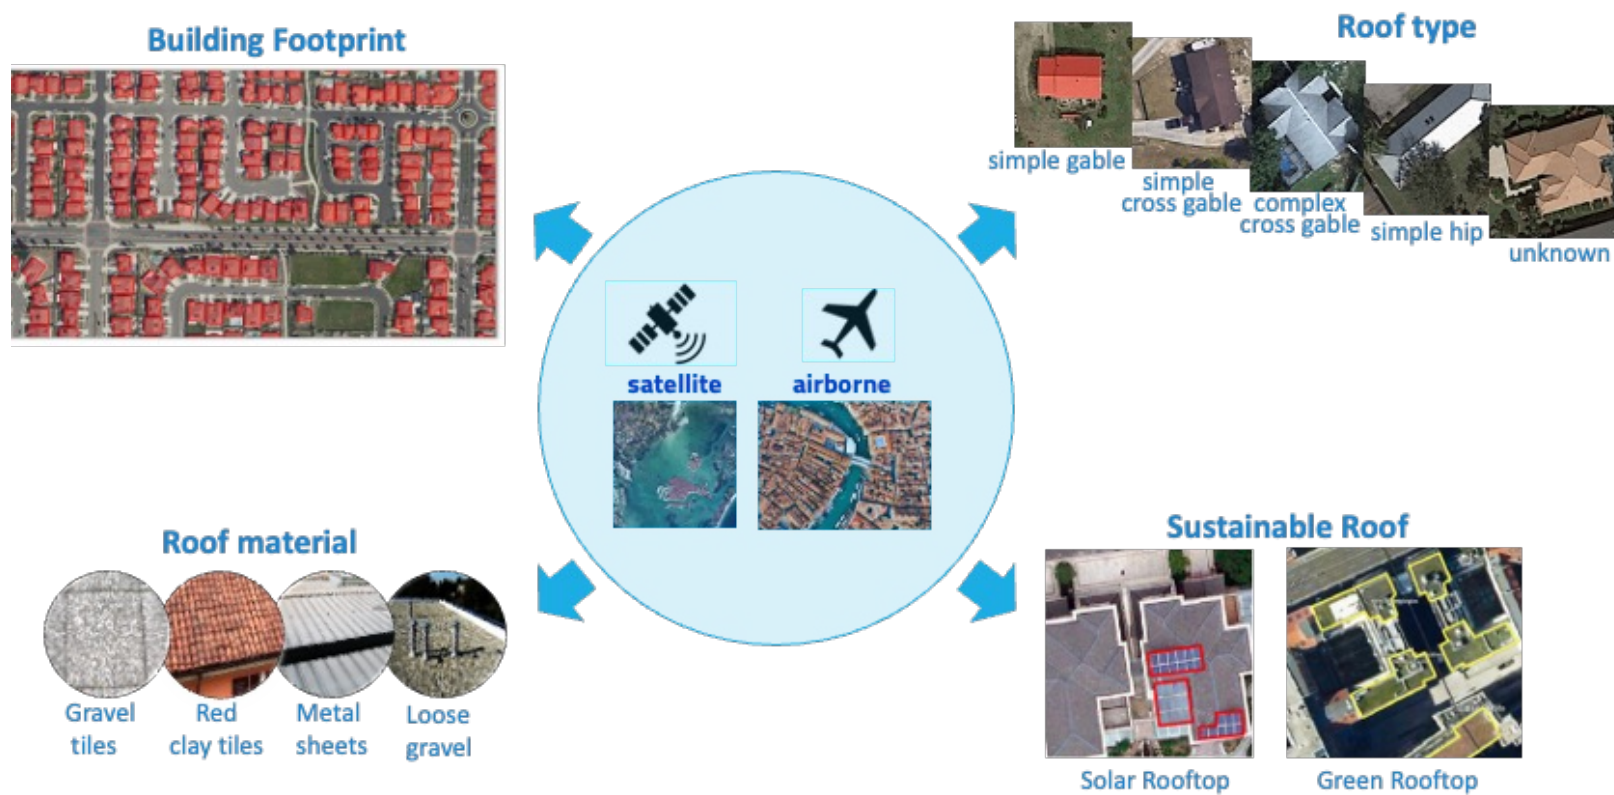 Building Footprint
Roof type
simple gable
simple
cross gable
complex
cross gable
simple hip
unknown
satellite
airborne
Roof material
Gravel
tiles
Red
clay tiles
Metal
sheets
Loose
gravel
Sustainable Roof
Solar Rooftop
Green Rooftop